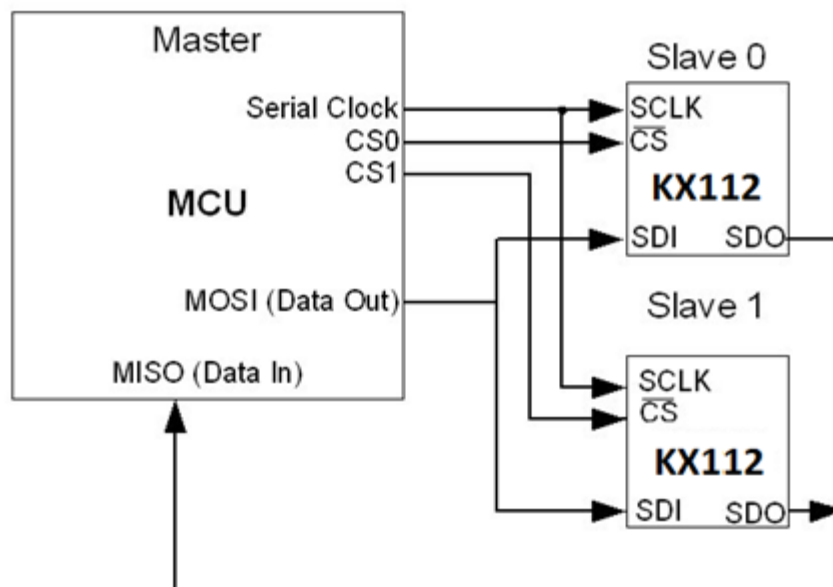 Master
Serial Clock
CS0
CS1
MCU
MOSI (Data Out)
MISO (Data In)
Slave 0
SCLK
CS
KX112
SDI SDO
Slave 1
SCLK
CS
KX112
SDI SDO